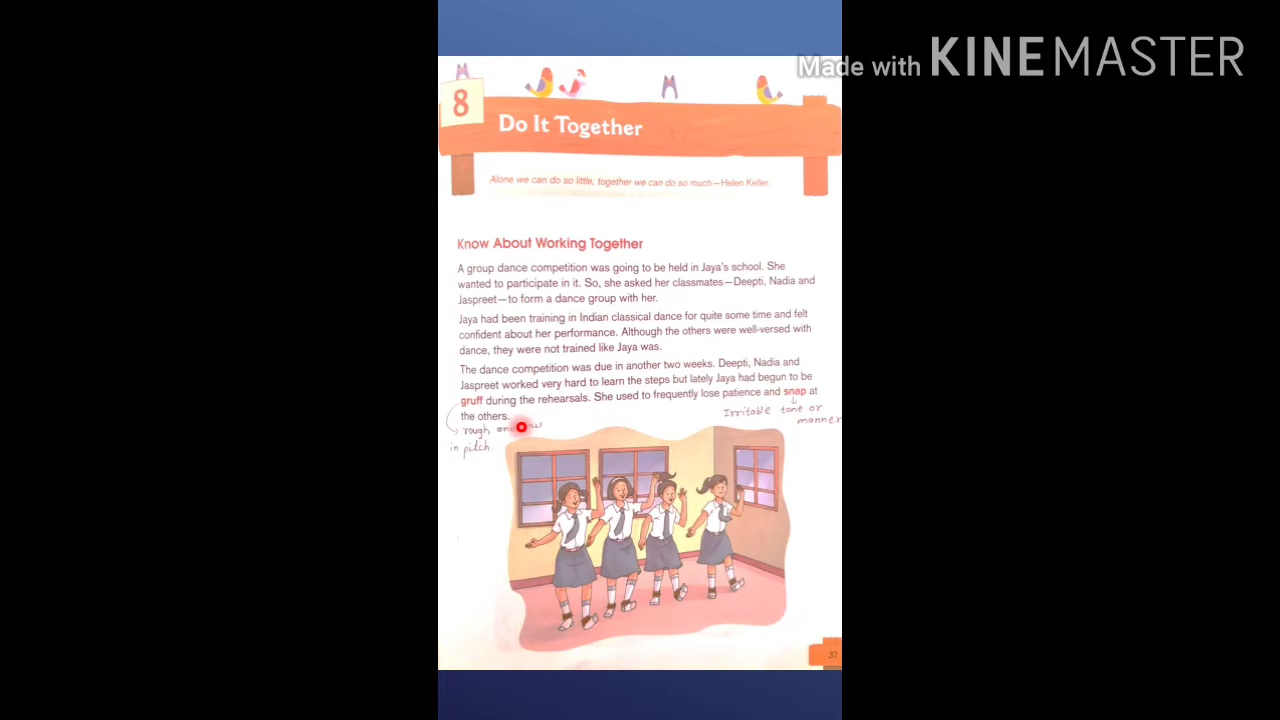 Made with KINEMASTER
8
Do It Together
Alone we can do so little, together we can do so much—Helen Keller.
Know About Working Together
A group dance competition was going to be held in Jaya's school. She
wanted to participate in it. So, she asked her classmates—Deepti, Nadia and
Jaspreet—to form a dance group with her.
Jaya had been training in Indian classical dance for quite some time and felt
confident about her performance. Although the others were well-versed with
dance, they were not trained like Jaya was.
The dance competition was due in another two weeks. Deepti, Nadia and
Jaspreet worked very hard to learn the steps but lately Jaya had begun to be
gruff during the rehearsals. She used to frequently lose patience and snap at
the others.
Irritable tone or
manner
rough
in pitch.
37